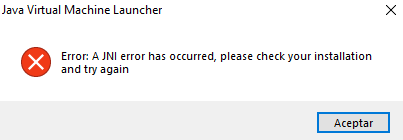 Java Virtual Machine Launcher
Error: A JNI error has occurred, please check your installation
and try again
Aceptar